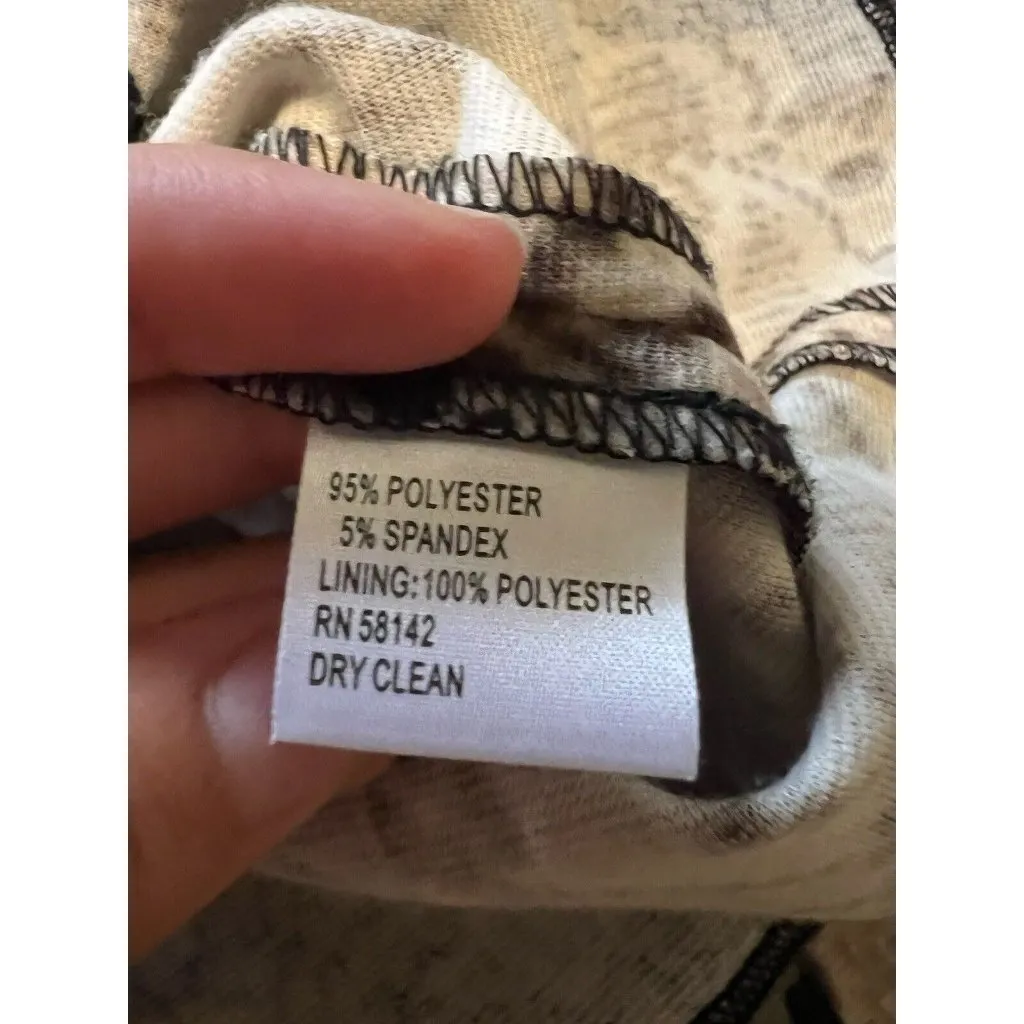 95% POLYESTER
5% SPANDEX
LINING:100% POLYESTER
RN 58142
DRY CLEAN